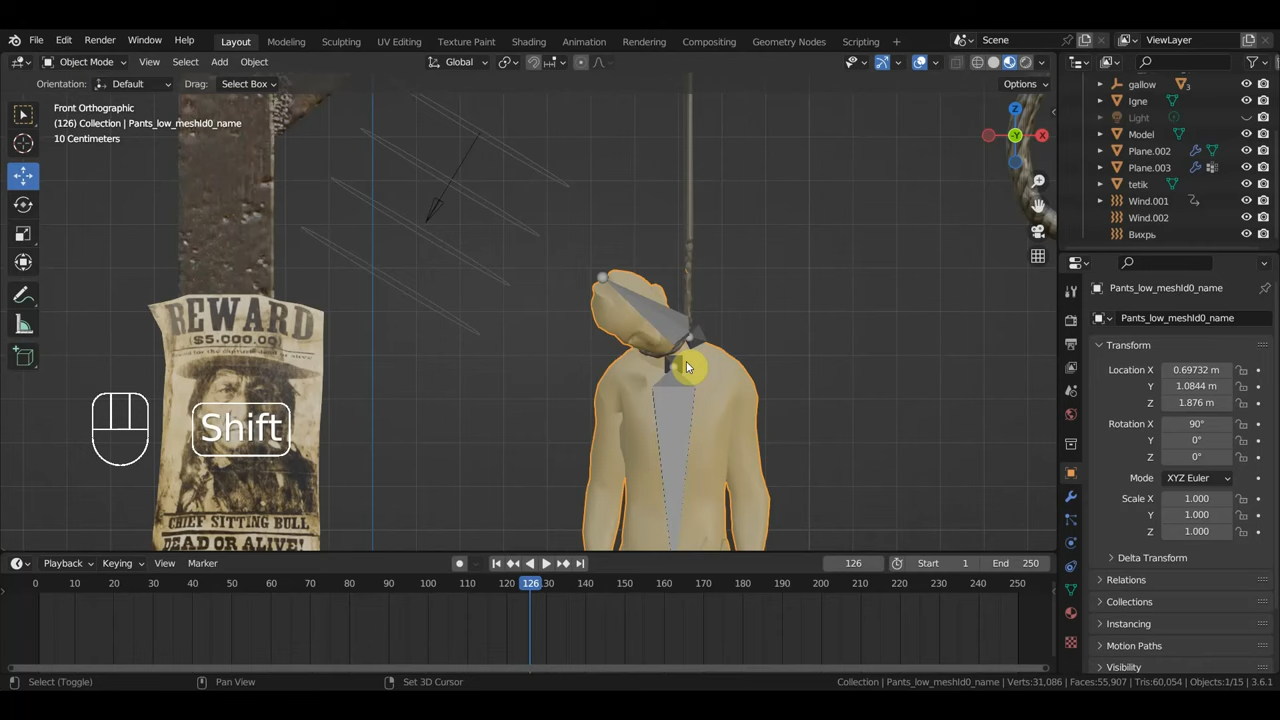 File Edit Render Window Help Layout Modeling Sculpting UV Editing Texture Paint Shading Animation Rendering Compositing Geometry Nodes Scripting + Scene ViewLayer
Object Mode View Select Add Object Global
Orientation: Default Drag: Select Box Options
Front Orthographic
(126) Collection | Pants_low_meshId0_name
10 Centimeters
Z
-Y
X
gallow 3
Igne
Light
Model
Plane.002
Plane.003
tetik
Wind.001
Wind.002
Вихрь
REWARD
$5.000.00
CHIEF SITTING BULL
DEAD OR ALIVE!
Shift
Pants_low_meshId0_name
Pants_low_meshId0_name
Transform
Location X 0.69732 m
Y 1.0844 m
Z 1.876 m
Rotation X 90°
Y 0°
Z 0°
Mode XYZ Euler
Scale X 1.000
Y 1.000
Z 1.000
Delta Transform
Relations
Collections
Instancing
Motion Paths
Visibility
Playback Keying View Marker 126 Start 1 End 250
0 10 20 30 40 50 60 70 80 90 100 110 120 126 130 140 150 160 170 180 190 200 210 220 230 240 250
Select (Toggle) Pan View Set 3D Cursor Collection | Pants_low_meshId0_name | Verts:31,086 | Faces:55,907 | Tris:60,054 | Objects:1/15 | 3.6.1